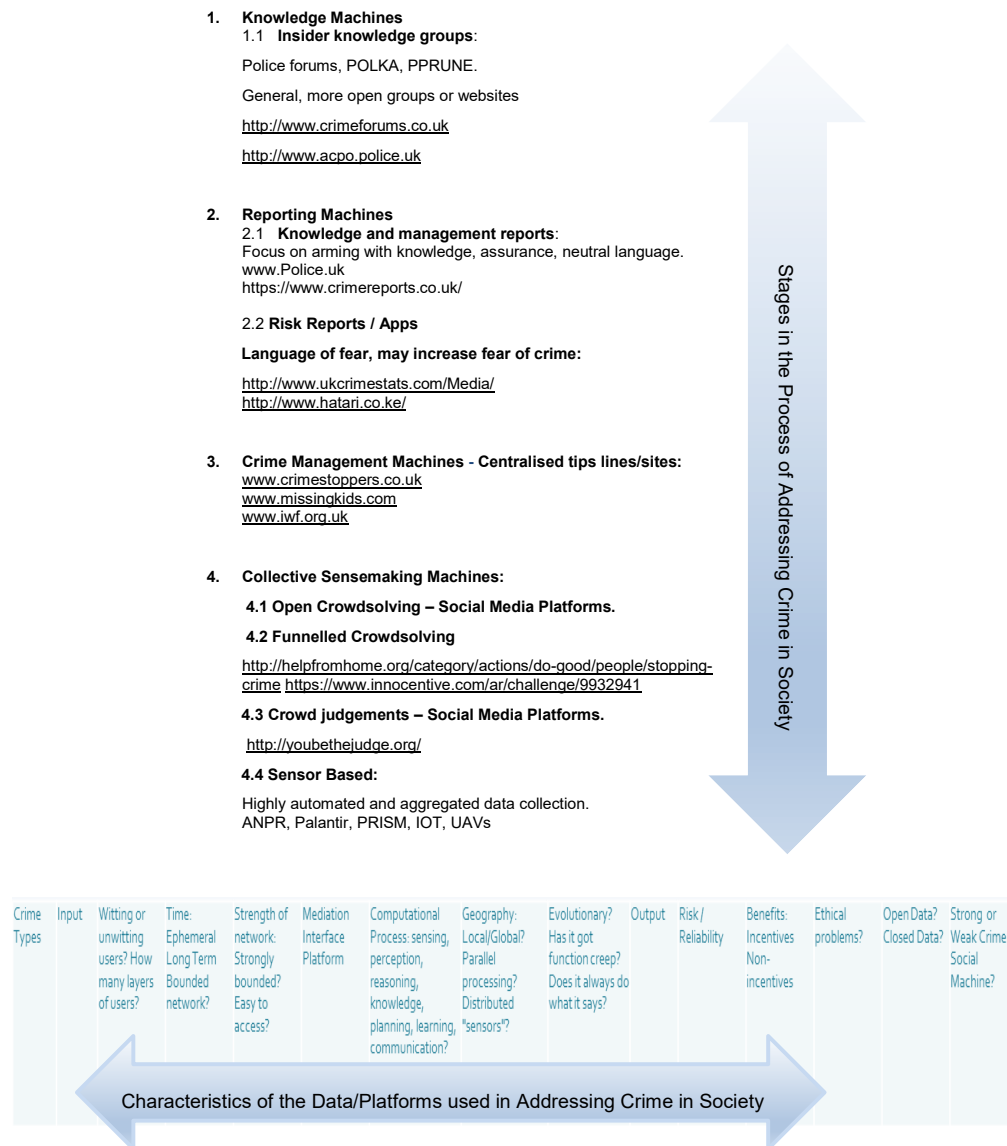 1. Knowledge Machines
1.1 Insider knowledge groups:
Police forums, POLKA, PPRUNE.
General, more open groups or websites
http://www.crimeforums.co.uk
http://www.acpo.police.uk
2. Reporting Machines
2.1 Knowledge and management reports:
Focus on arming with knowledge, assurance, neutral language.
www.Police.uk
https://www.crimereports.co.uk/
2.2 Risk Reports / Apps
Language of fear, may increase fear of crime:
http://www.ukcrimestats.com/Media/
http://www.hatari.co.ke/
3. Crime Management Machines - Centralised tips lines/sites:
www.crimestoppers.co.uk
www.missingkids.com
www.iwf.org.uk
4. Collective Sensemaking Machines:
4.1 Open Crowdsolving – Social Media Platforms.
4.2 Funnelled Crowdsolving
http://helpfromhome.org/category/actions/do-good/people/stopping-
crime https://www.innocentive.com/ar/challenge/9932941
4.3 Crowd judgements – Social Media Platforms.
http://youbethejudge.org/
4.4 Sensor Based:
Highly automated and aggregated data collection.
ANPR, Palantir, PRISM, IOT, UAVs
Stages in the Process of Addressing Crime in Society
Crime
Types
Input
Witting or
unwitting
users? How
many layers
of users?
Time:
Ephemeral
Long Term
Bounded
network?
Strength of
network:
Strongly
bounded?
Easy to
access?
Mediation
Interface
Platform
Computational
Process: sensing,
perception,
reasoning,
knowledge,
planning, learning,
communication?
Geography:
Local/Global?
Parallel
processing?
Distributed
"sensors"?
Evolutionary?
Has it got
function creep?
Does it always do
what it says?
Output
Risk /
Reliability
Benefits:
Incentives
Non-
incentives
Ethical
problems?
Open Data?
Closed Data?
Strong or
Weak Crime
Social
Machine?
Characteristics of the Data/Platforms used in Addressing Crime in Society